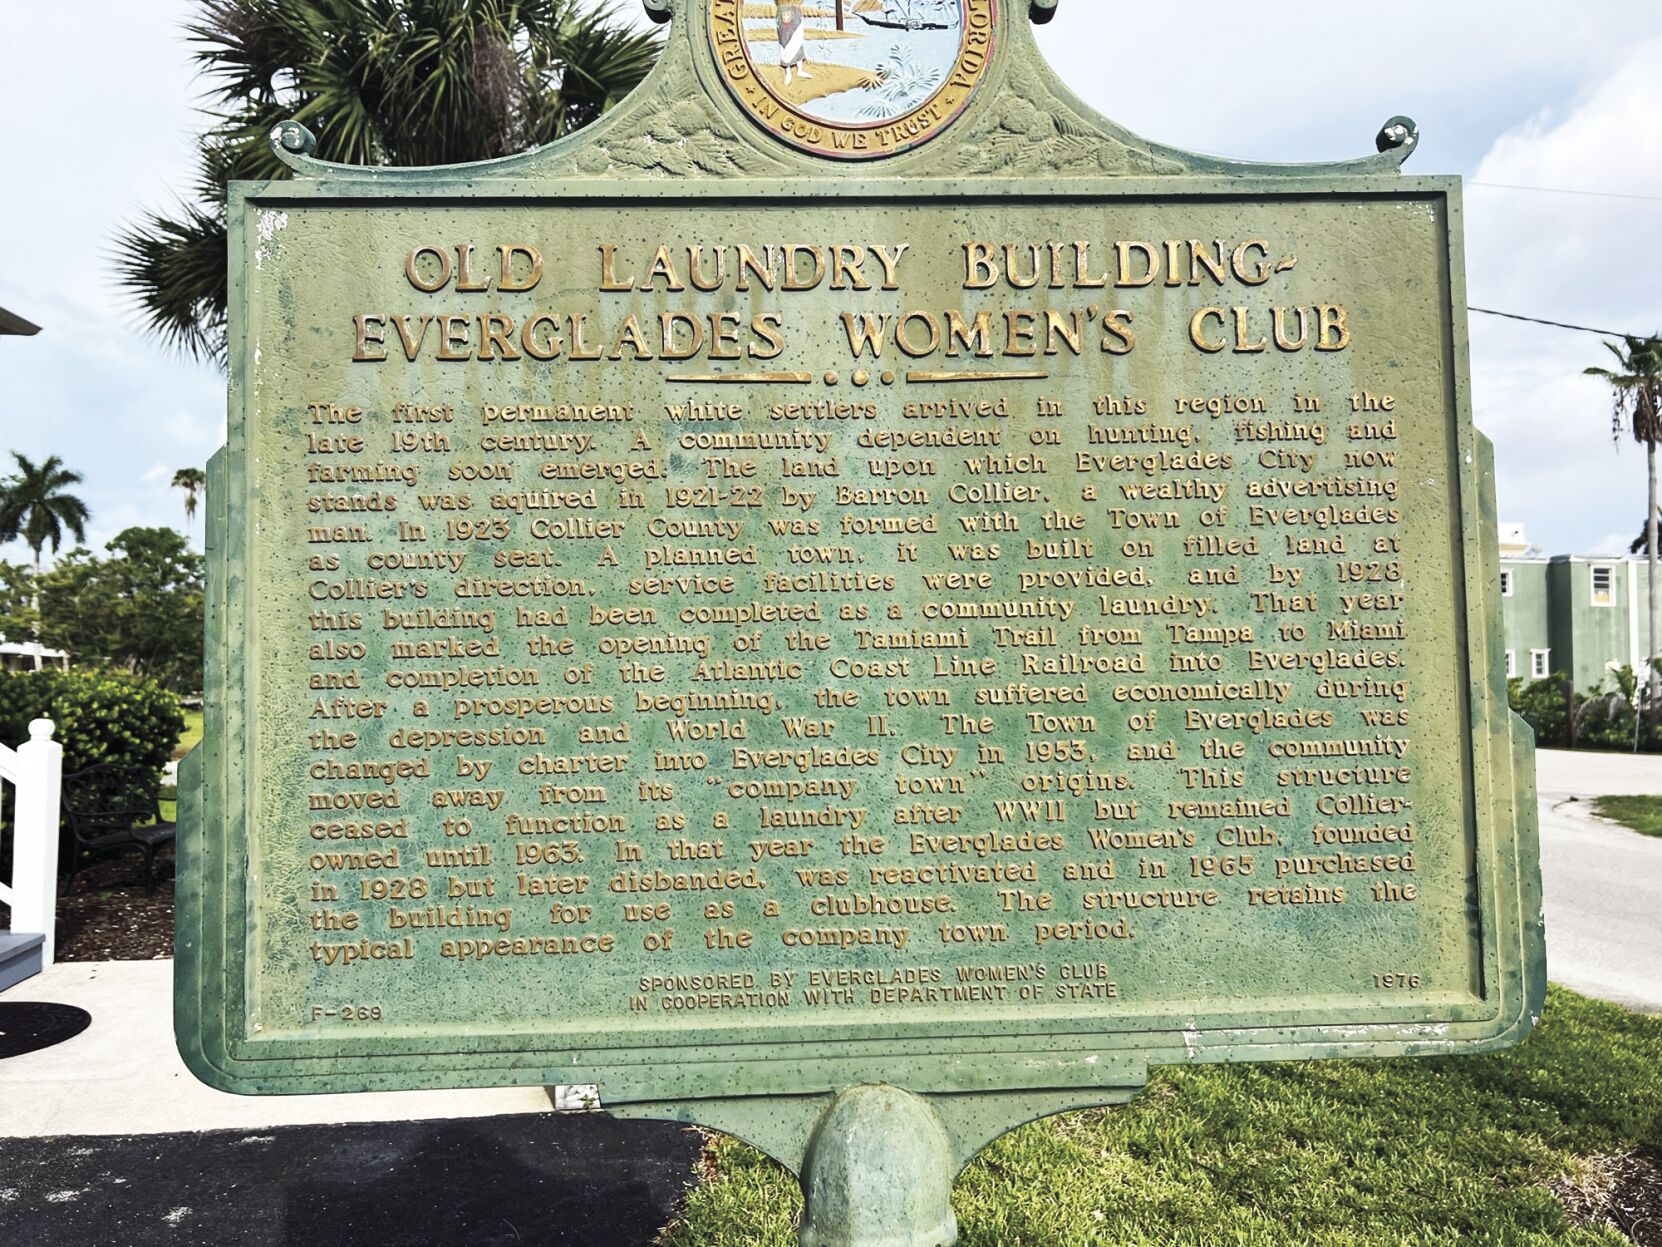 GREAT
FLORIDA
IN GOD WE TRUST
OLD LAUNDRY BUILDING-
EVERGLADES WOMEN'S CLUB
The first permanent white settlers arrived in this region in the
late 19th century. A community dependent on hunting, fishing and
farming soon emerged. The land upon which Everglades City now
stands was aquired in 1921-22 by Barron Collier, a wealthy advertising
man. In 1923 Collier County was formed with the Town of Everglades
as county seat. A planned town, it was built on filled land at
Collier's direction, service facilities were provided, and by 1928
this building had been completed as a community laundry. That year
also marked the opening of the Tamiami Trail from Tampa to Miami
and completion of the Atlantic Coast Line Railroad into Everglades.
After a prosperous beginning, the town suffered economically during
the depression and World War II. The Town of Everglades was
changed by charter into Everglades City in 1953, and the community
moved away from its "company town" origins. This structure
ceased to function as a laundry after WWII but remained Collier-
owned until 1963. In that year the Everglades Women's Club, founded
in 1928 but later disbanded, was reactivated and in 1965 purchased
the building for use as a clubhouse. The structure retains the
typical appearance of the company town period.
SPONSORED BY EVERGLADES WOMEN'S CLUB
IN COOPERATION WITH DEPARTMENT OF STATE
F-269
1976